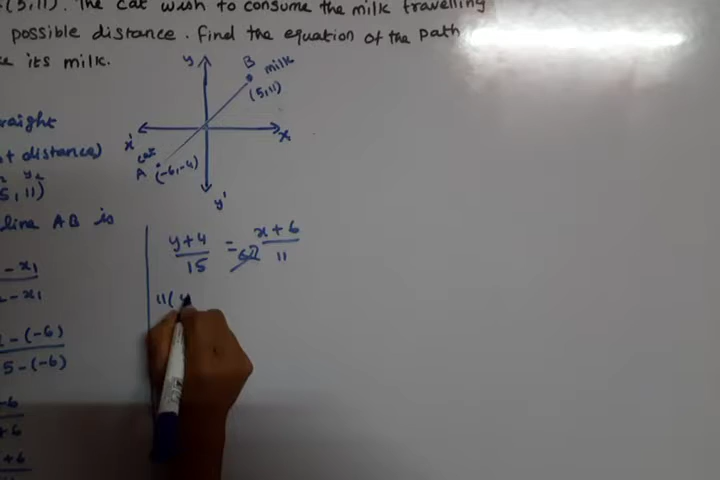 (5,11). The cat wish to consume the milk travelling
possible distance. Find the equation of the path
its milk.
y
B milk
(5,11)
x' x
cat
A (-6,-4)
y'
distance)
5, 11)
line AB is
- x₁
- x₁
-(-6)
5-(-6)
-6
+6
+6
11
y+4 = x+6
15 11
11(y